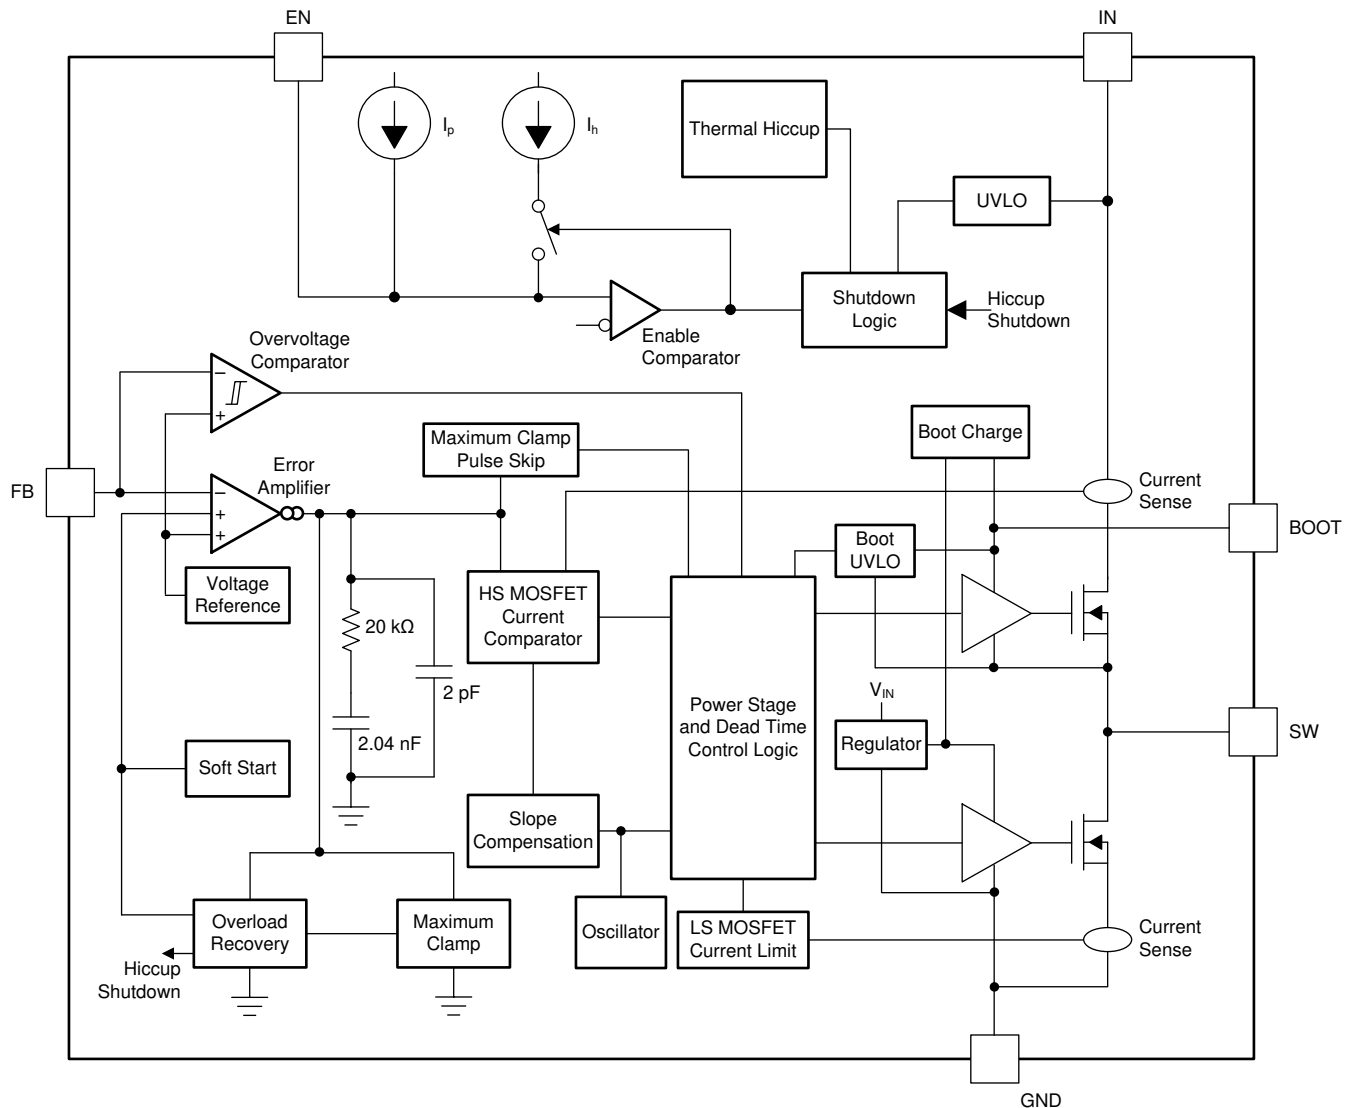 EN
IN
Ip
Ih
Thermal Hiccup
UVLO
Shutdown
Logic
Hiccup
Shutdown
Enable
Comparator
Overvoltage
Comparator
−
+
Maximum Clamp
Pulse Skip
Boot Charge
Current
Sense
Error
Amplifier
FB
−
+
+
BOOT
Boot
UVLO
Voltage
Reference
HS MOSFET
Current
Comparator
20 kΩ
2 pF
2.04 nF
Power Stage
and Dead Time
Control Logic
VIN
Regulator
SW
Soft Start
Slope
Compensation
Overload
Recovery
Maximum
Clamp
Oscillator
LS MOSFET
Current Limit
Current
Sense
Hiccup
Shutdown
GND